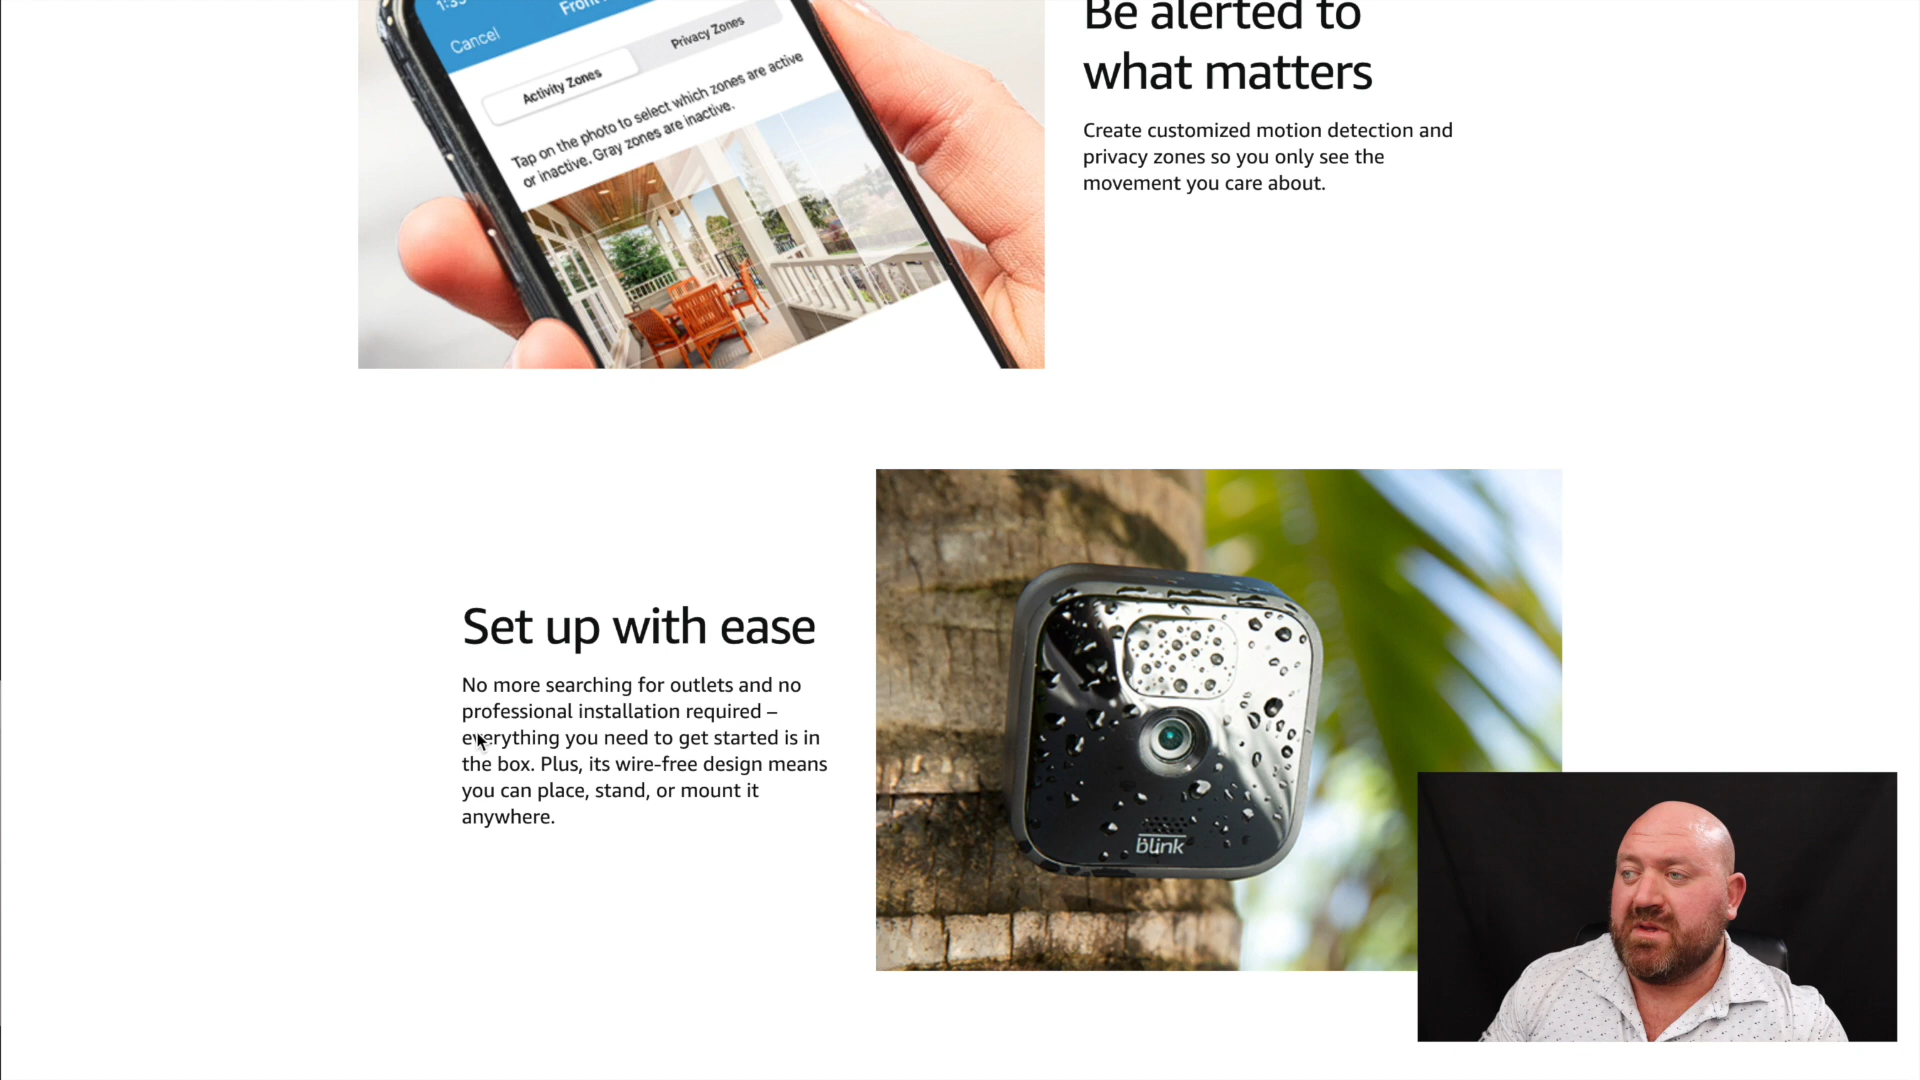 1:35
Front
Cancel
Activity Zones
Privacy Zones
Tap on the photo to select which zones are active
or inactive. Gray zones are inactive.
Be alerted to
what matters
Create customized motion detection and
privacy zones so you only see the
movement you care about.
Set up with ease
No more searching for outlets and no
professional installation required –
everything you need to get started is in
the box. Plus, its wire-free design means
you can place, stand, or mount it
anywhere.
blink